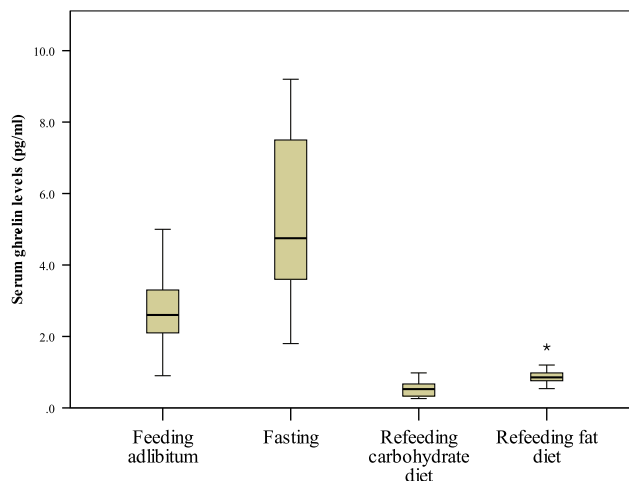 Serum ghrelin levels (pg/ml)
10.0
8.0
6.0
4.0
2.0
.0
Feeding
adlibitum
Fasting
Refeeding
carbohydrate
diet
Refeeding fat
diet
*